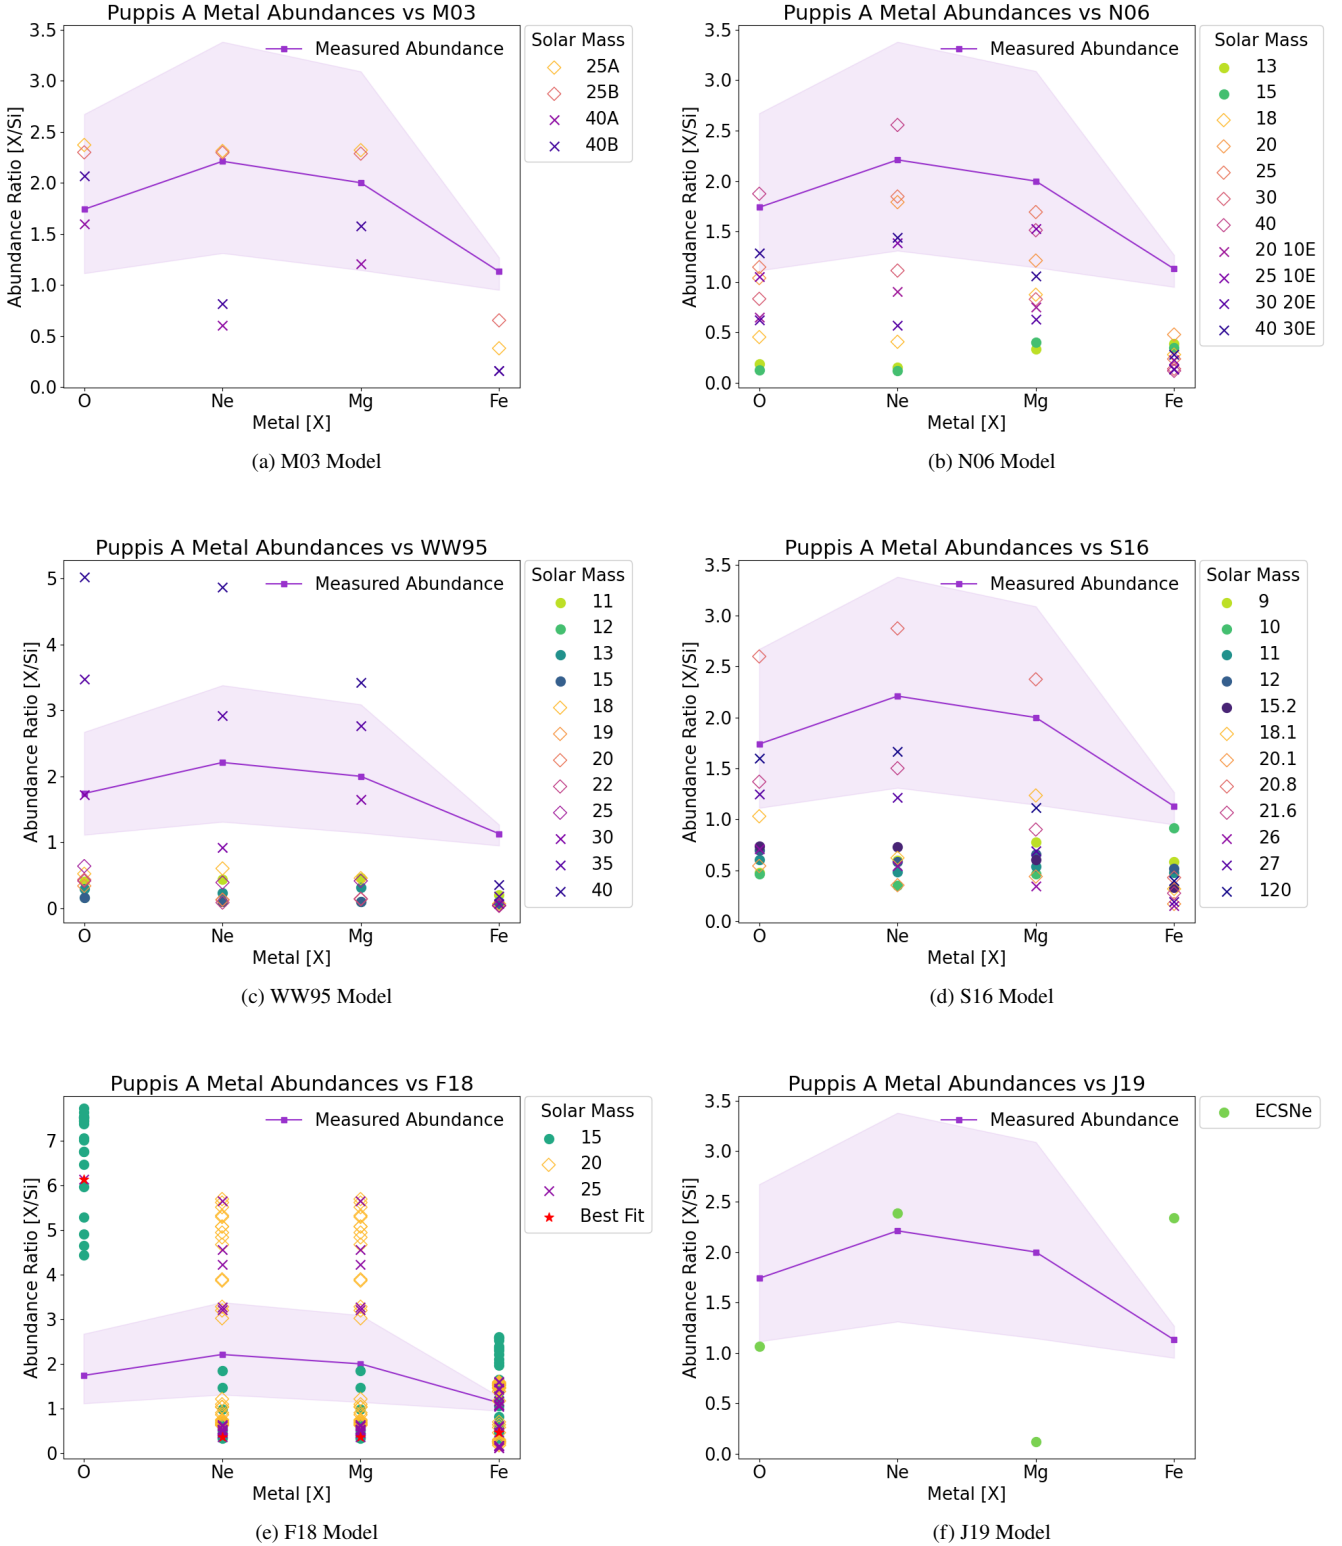 Puppis A Metal Abundances vs M03
Abundance Ratio [X/Si]
3.5
3.0
2.5
2.0
1.5
1.0
0.5
0.0
Measured Abundance
O Ne Mg Fe
Metal [X]
Solar Mass
25A
25B
40A
40B
(a) M03 Model
Puppis A Metal Abundances vs N06
Abundance Ratio [X/Si]
3.5
3.0
2.5
2.0
1.5
1.0
0.5
0.0
Measured Abundance
O Ne Mg Fe
Metal [X]
Solar Mass
13
15
18
20
25
30
40
20 10E
25 10E
30 20E
40 30E
(b) N06 Model
Puppis A Metal Abundances vs WW95
Abundance Ratio [X/Si]
5
4
3
2
1
0
Measured Abundance
O Ne Mg Fe
Metal [X]
Solar Mass
11
12
13
15
18
19
20
22
25
30
35
40
(c) WW95 Model
Puppis A Metal Abundances vs S16
Abundance Ratio [X/Si]
3.5
3.0
2.5
2.0
1.5
1.0
0.5
0.0
Measured Abundance
O Ne Mg Fe
Metal [X]
Solar Mass
9
10
11
12
15.2
18.1
20.1
20.8
21.6
26
27
120
(d) S16 Model
Puppis A Metal Abundances vs F18
Abundance Ratio [X/Si]
7
6
5
4
3
2
1
0
Measured Abundance
O Ne Mg Fe
Metal [X]
Solar Mass
15
20
25
Best Fit
(e) F18 Model
Puppis A Metal Abundances vs J19
Abundance Ratio [X/Si]
3.5
3.0
2.5
2.0
1.5
1.0
0.5
0.0
Measured Abundance
O Ne Mg Fe
Metal [X]
ECSNe
(f) J19 Model